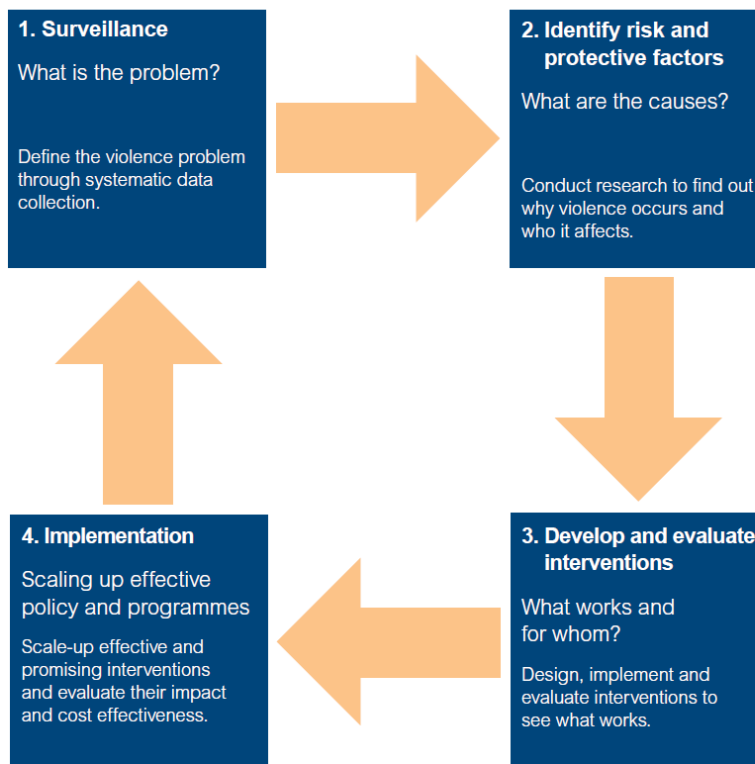 1. Surveillance
What is the problem?
Define the violence problem
through systematic data
collection.
2. Identify risk and
protective factors
What are the causes?
Conduct research to find out
why violence occurs and
who it affects.
3. Develop and evaluate
interventions
What works and
for whom?
Design, implement and
evaluate interventions to
see what works.
4. Implementation
Scaling up effective
policy and programmes
Scale-up effective and
promising interventions
and evaluate their impact
and cost effectiveness.